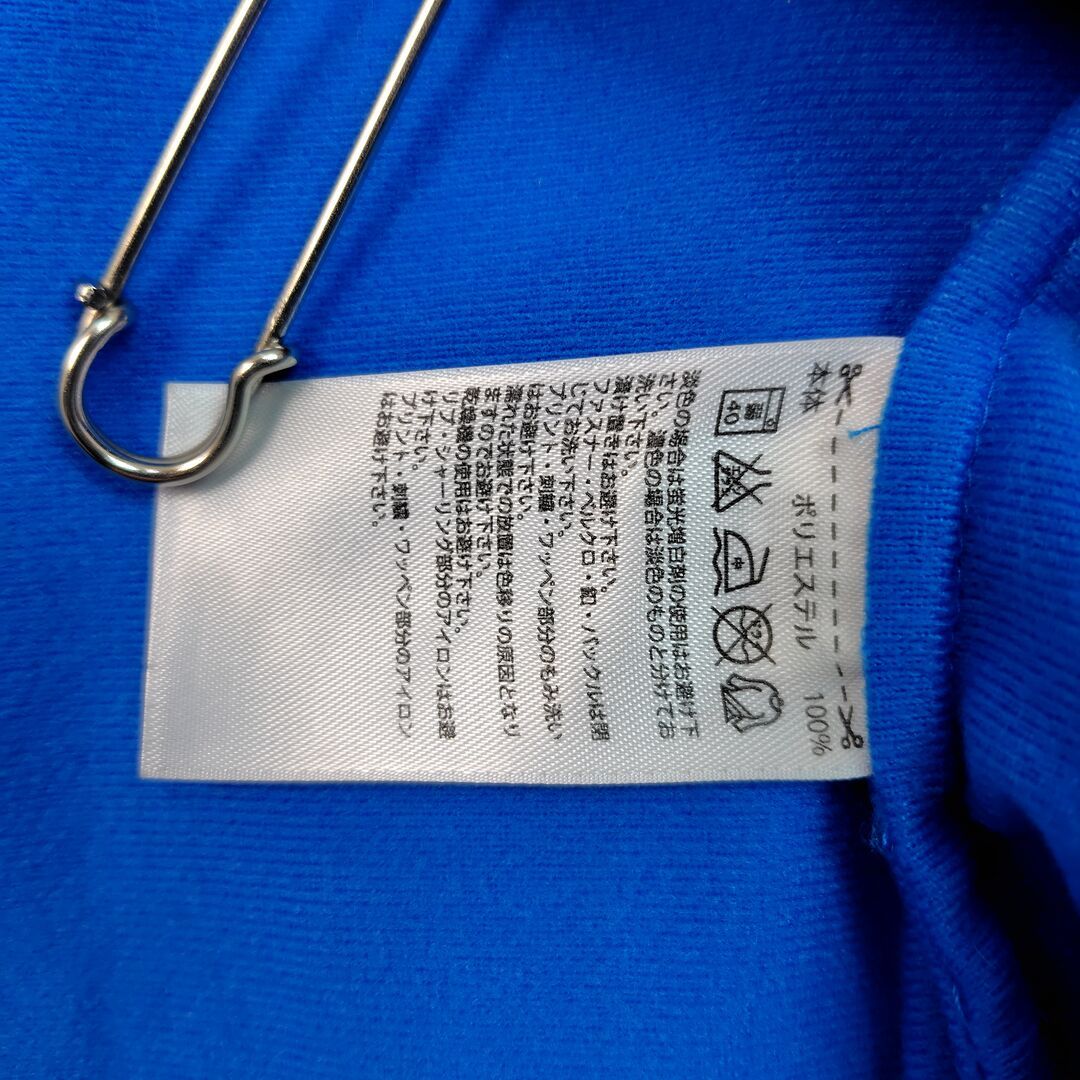 本体
ポリエステル 100%
弱
40
淡色の場合は蛍光増白剤の使用はお避け下
さい。濃色の場合は淡色のものと分けてお
洗い下さい。
漬け置きはお避け下さい。
ファスナー・ベルクロ・釦・バックルは閉
じてお洗い下さい。
プリント・刺繍・ワッペン部分のもみ洗い
はお避け下さい。
濡れた状態での放置は色移りの原因となり
ますのでお避け下さい。
乾燥機の使用はお避け下さい。
リブ・シャーリング部分のアイロンはお避
け下さい。
プリント・刺繍・ワッペン部分のアイロン
はお避け下さい。